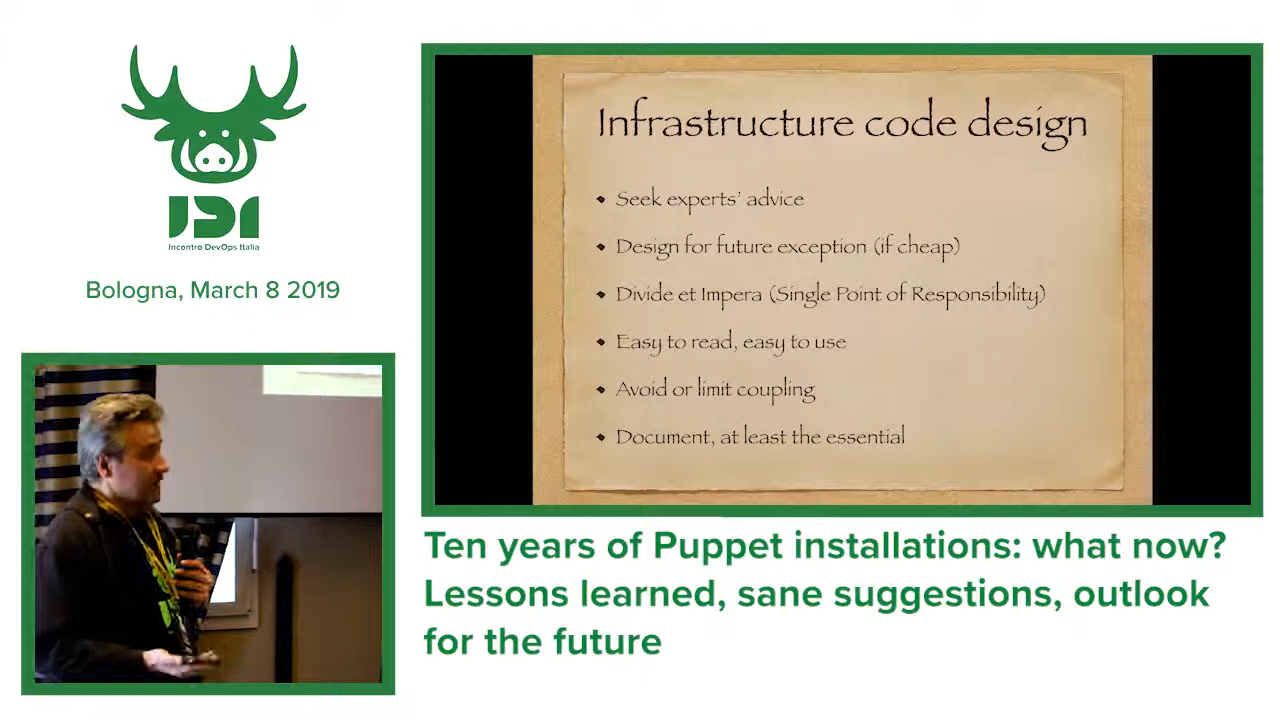 IDI
Incontro DevOps Italia
Bologna, March 8 2019
Infrastructure code design
• Seek experts' advice
• Design for future exception (if cheap)
• Divide et Impera (Single Point of Responsibility)
• Easy to read, easy to use
• Avoid or limit coupling
• Document, at least the essential
Ten years of Puppet installations: what now?
Lessons learned, sane suggestions, outlook
for the future